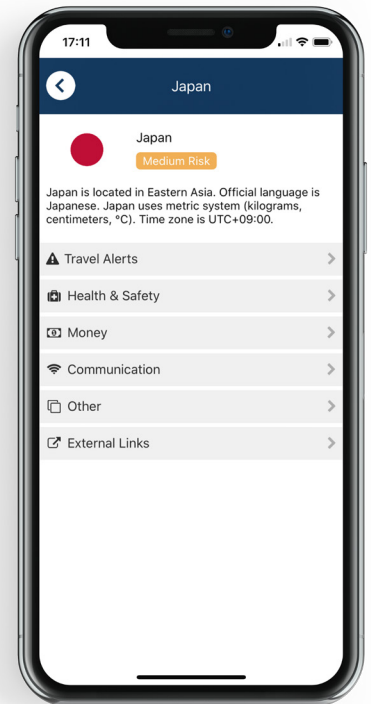 17:11
Japan
Japan
Medium Risk
Japan is located in Eastern Asia. Official language is
Japanese. Japan uses metric system (kilograms,
centimeters, °C). Time zone is UTC+09:00.
Travel Alerts
Health & Safety
Money
Communication
Other
External Links